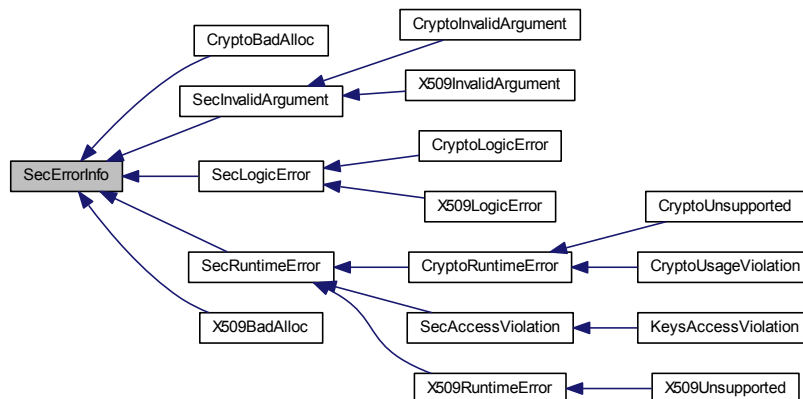 CryptoInvalidArgument
CryptoBadAlloc
X509InvalidArgument
SecInvalidArgument
CryptoLogicError
SecErrorInfo
SecLogicError
X509LogicError
CryptoUnsupported
SecRuntimeError
CryptoRuntimeError
CryptoUsageViolation
X509BadAlloc
SecAccessViolation
KeysAccessViolation
X509RuntimeError
X509Unsupported